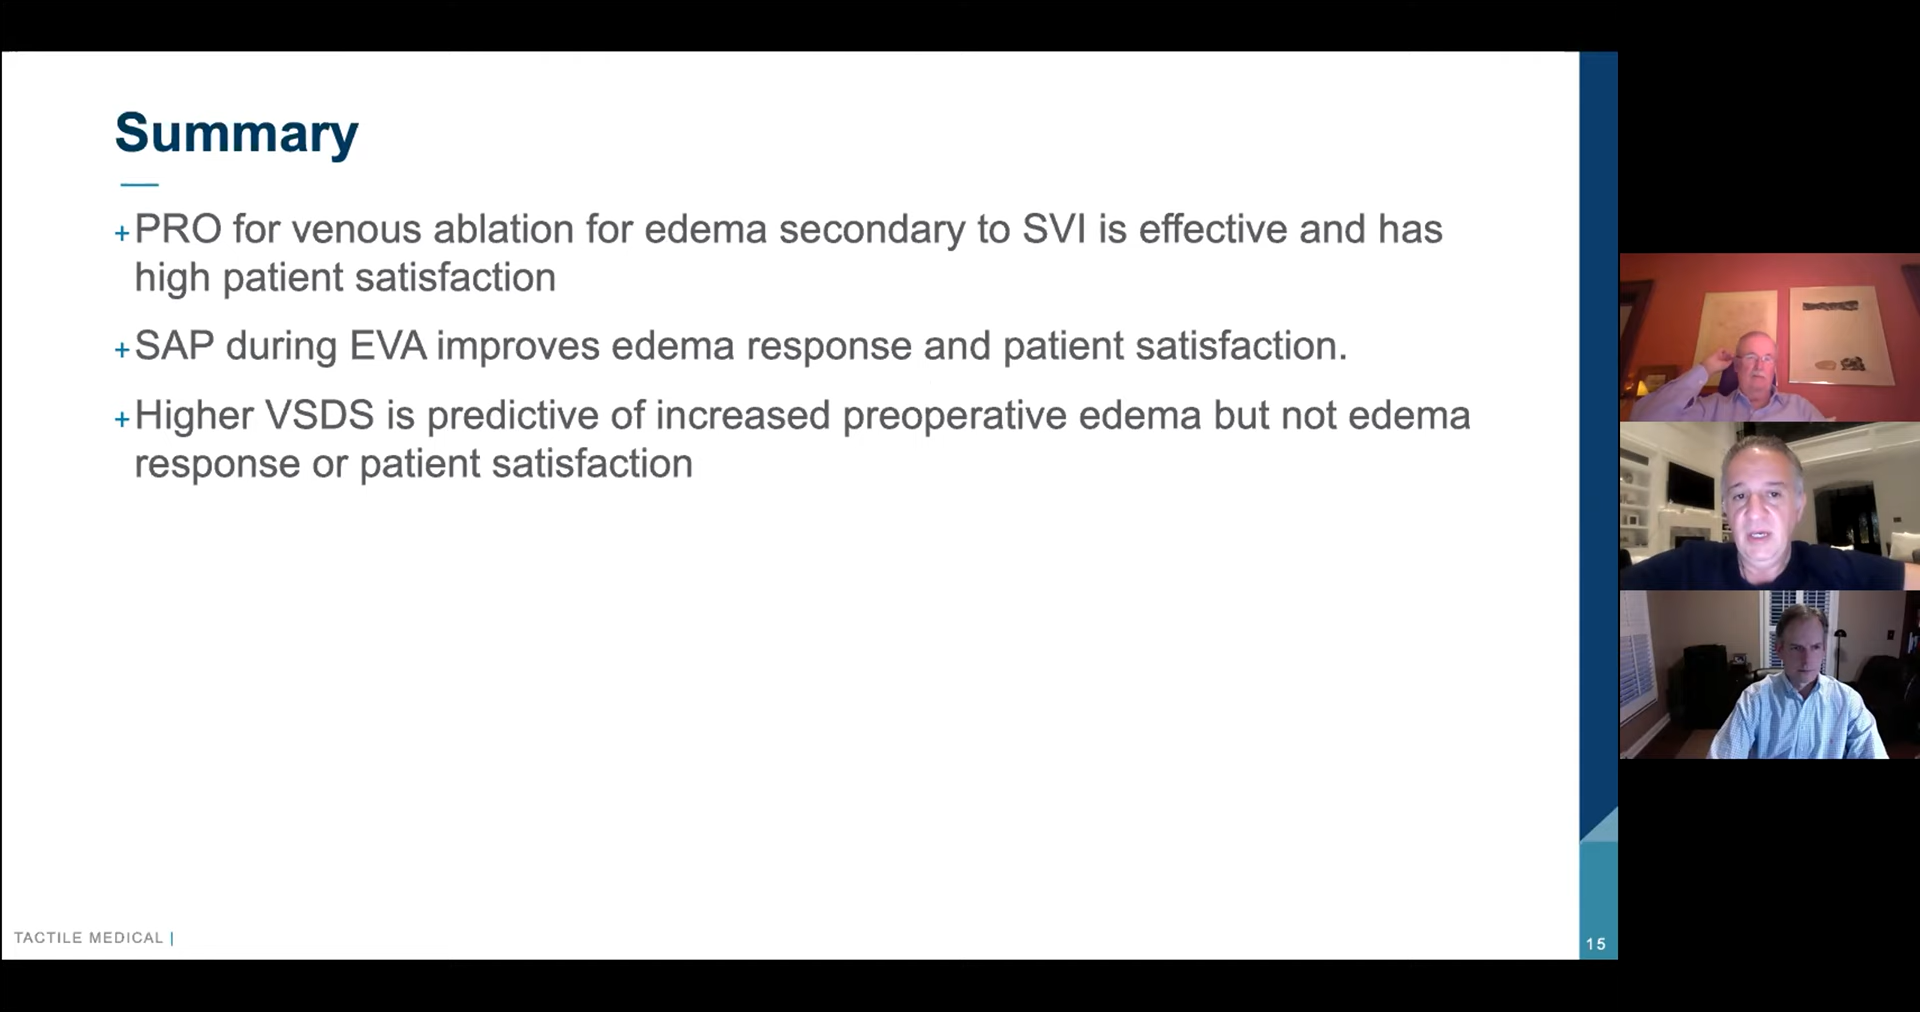 Summary
+PRO for venous ablation for edema secondary to SVI is effective and has
high patient satisfaction
+SAP during EVA improves edema response and patient satisfaction.
+Higher VSDS is predictive of increased preoperative edema but not edema
response or patient satisfaction
TACTILE MEDICAL |
15